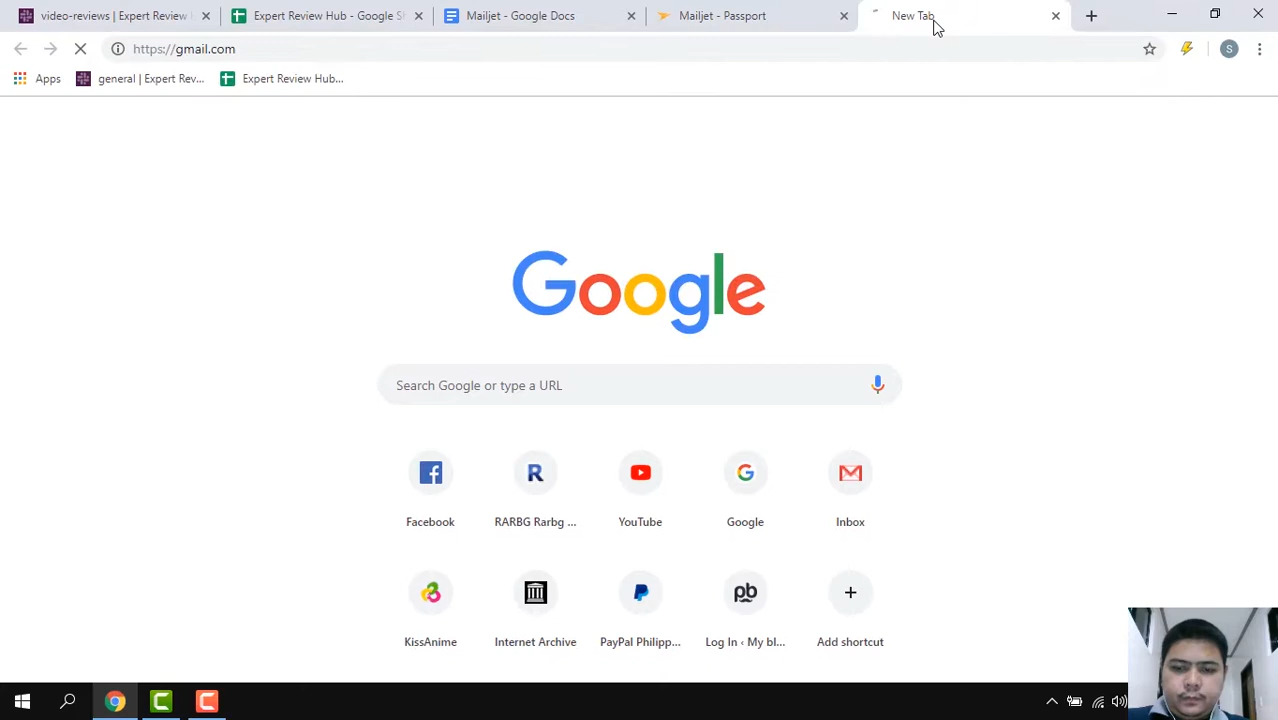 video-reviews | Expert Review
Expert Review Hub - Google Sh
Mailjet - Google Docs
Mailjet - Passport
New Tab
https://gmail.com
S
Apps
general | Expert Rev...
Expert Review Hub...
Google
Search Google or type a URL
Facebook
RARBG Rarbg ...
YouTube
Google
Inbox
KissAnime
Internet Archive
PayPal Philipp...
pb
Log In ‹ My bl...
Add shortcut